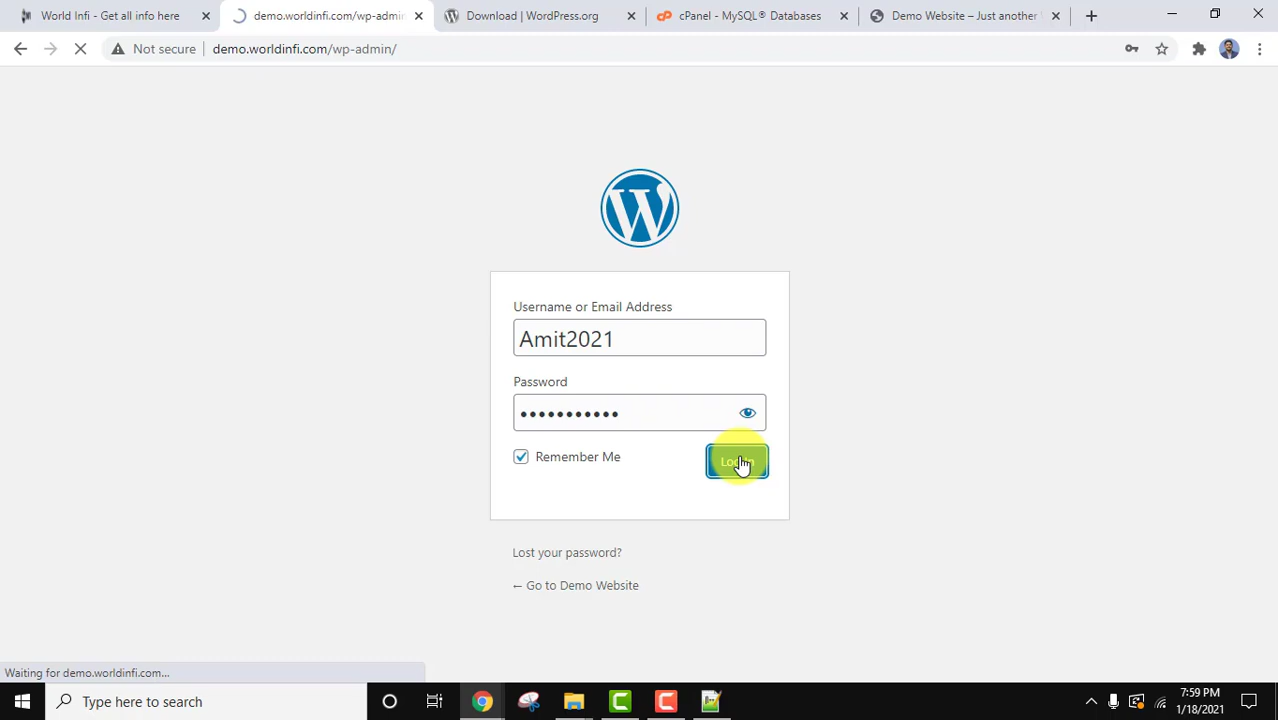 World Infi - Get all info here
demo.worldinfi.com/wp-admin
Download | WordPress.org
cPanel - MySQL® Databases
Demo Website – Just another
Not secure
demo.worldinfi.com/wp-admin/
Username or Email Address
Amit2021
Password
•••••••••••
Remember Me
Log In
Lost your password?
← Go to Demo Website
Waiting for demo.worldinfi.com...
Type here to search
7:59 PM
1/18/2021